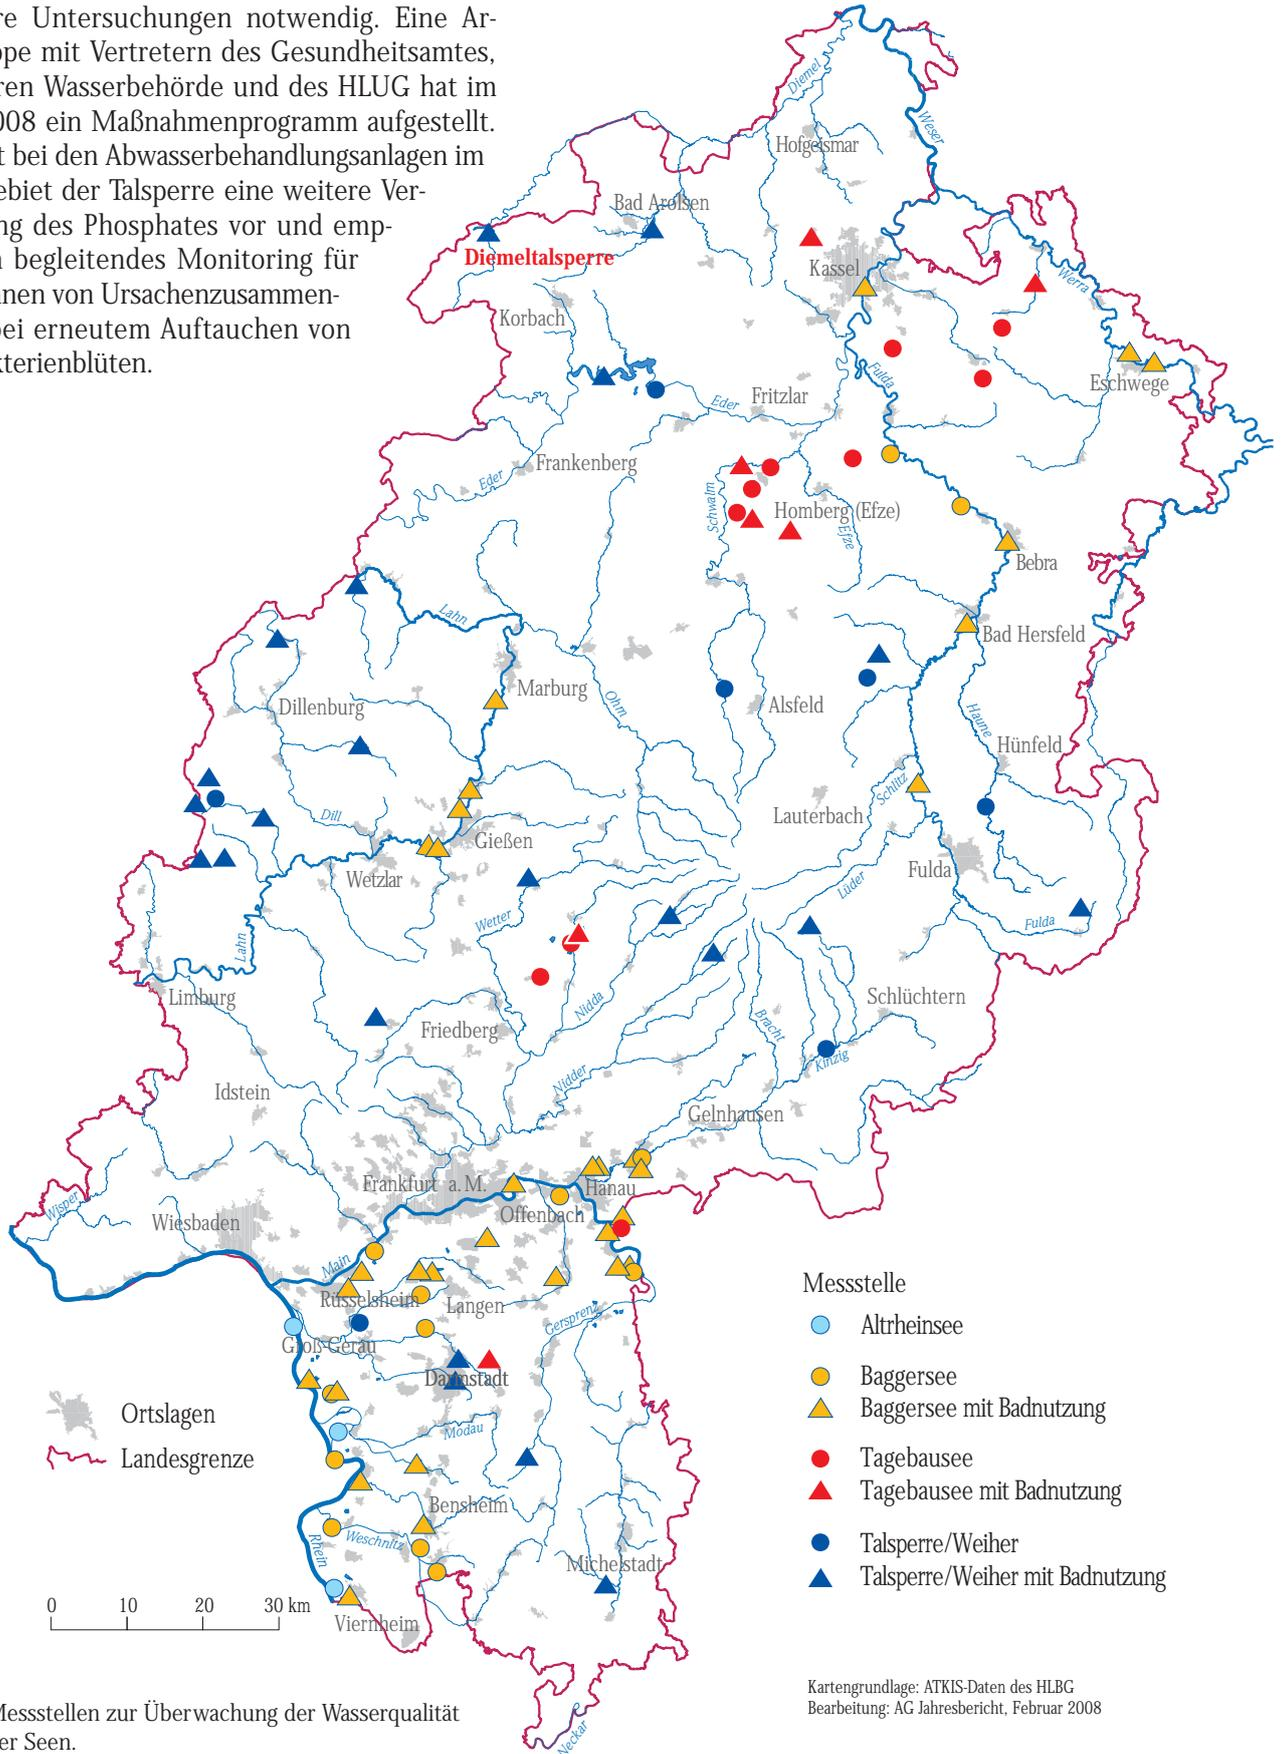 re Untersuchungen notwendig. Eine Ar-
ppe mit Vertretern des Gesundheitsamtes,
ren Wasserbehörde und des HLUG hat im
008 ein Maßnahmenprogramm aufgestellt.
t bei den Abwasserbehandlungsanlagen im
ebiet der Talsperre eine weitere Ver-
ng des Phosphates vor und emp-
n begleitendes Monitoring für
nnen von Ursachenzusammen-
bei erneutem Auftauchen von
kterienblüten.
Diemel
Weser
Hofgeismar
Bad Arolsen
Diemeltalsperre
Kassel
Werra
Korbach
Fulda
Eschwege
Eder
Fritzlar
Frankenberg
Eder
Schwalm
Homberg (Efze)
Efze
Bebra
Lahn
Bad Hersfeld
Marburg
Dillenburg
Ohm
Alsfeld
Haune
Hünfeld
Schlitz
Lauterbach
Dill
Gießen
Wetzlar
Fulda
Lüder
Wetter
Fulda
Lahn
Limburg
Nidda
Schlüchtern
Friedberg
Bracht
Kinzig
Idstein
Nidder
Gelnhausen
Frankfurt a. M.
Hanau
Wisper
Wiesbaden
Offenbach
Main
Rüsselsheim
Langen
Gersprenz
Groß-Gerau
Darmstadt
Modau
Bensheim
Rhein
Weschnitz
Michelstadt
Viernheim
Neckar
Messstelle
Altrheinsee
Baggersee
Baggersee mit Badnutzung
Tagebausee
Tagebausee mit Badnutzung
Talsperre/Weiher
Talsperre/Weiher mit Badnutzung
Ortslagen
Landesgrenze
0 10 20 30 km
Kartengrundlage: ATKIS-Daten des HLBG
Bearbeitung: AG Jahresbericht, Februar 2008
Messstellen zur Überwachung der Wasserqualität
er Seen.